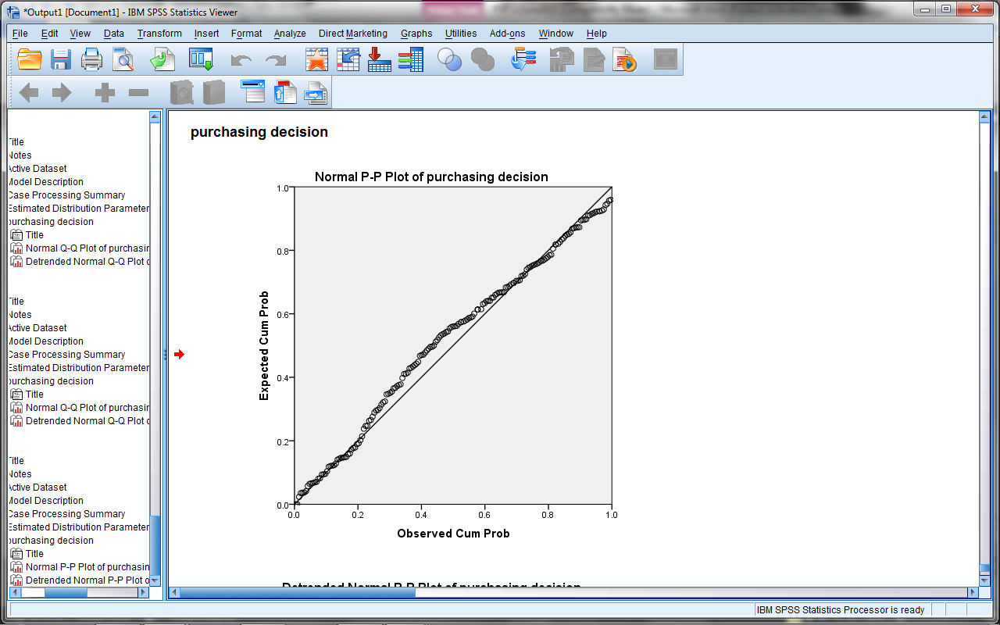 *Output1 [Document1] - IBM SPSS Statistics Viewer
File Edit View Data Transform Insert Format Analyze Direct Marketing Graphs Utilities Add-ons Window Help
Title
Notes
Active Dataset
Model Description
Case Processing Summary
Estimated Distribution Parameter
purchasing decision
Title
Normal Q-Q Plot of purchasin
Detrended Normal Q-Q Plot o
Title
Notes
Active Dataset
Model Description
Case Processing Summary
Estimated Distribution Parameter
purchasing decision
Title
Normal Q-Q Plot of purchasin
Detrended Normal Q-Q Plot o
Title
Notes
Active Dataset
Model Description
Case Processing Summary
Estimated Distribution Parameter
purchasing decision
Title
Normal P-P Plot of purchasin
Detrended Normal P-P Plot o
purchasing decision
Normal P-P Plot of purchasing decision
1.0
0.8
0.6
0.4
0.2
0.0
Expected Cum Prob
0.0 0.2 0.4 0.6 0.8 1.0
Observed Cum Prob
Detrended Normal P-P Plot of purchasing decision
IBM SPSS Statistics Processor is ready